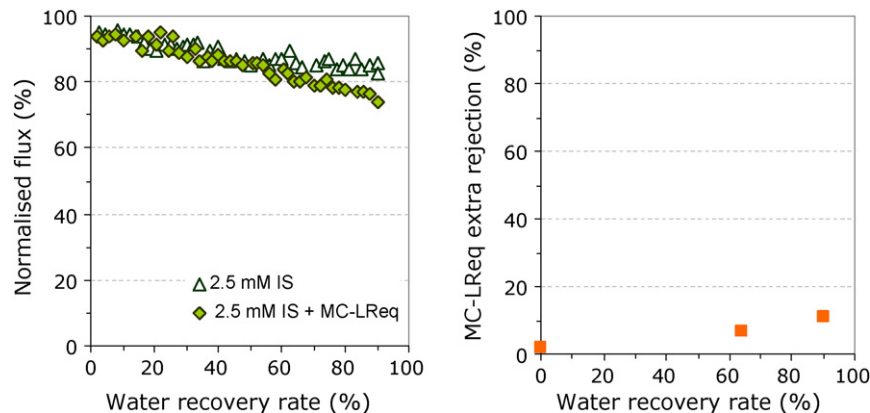 Normalised flux (%)
100
80
60
40
20
0
2.5 mM IS
2.5 mM IS + MC-LReq
0 20 40 60 80 100
Water recovery rate (%)
MC-LReq extra rejection (%)
100
80
60
40
20
0
0 20 40 60 80 100
Water recovery rate (%)